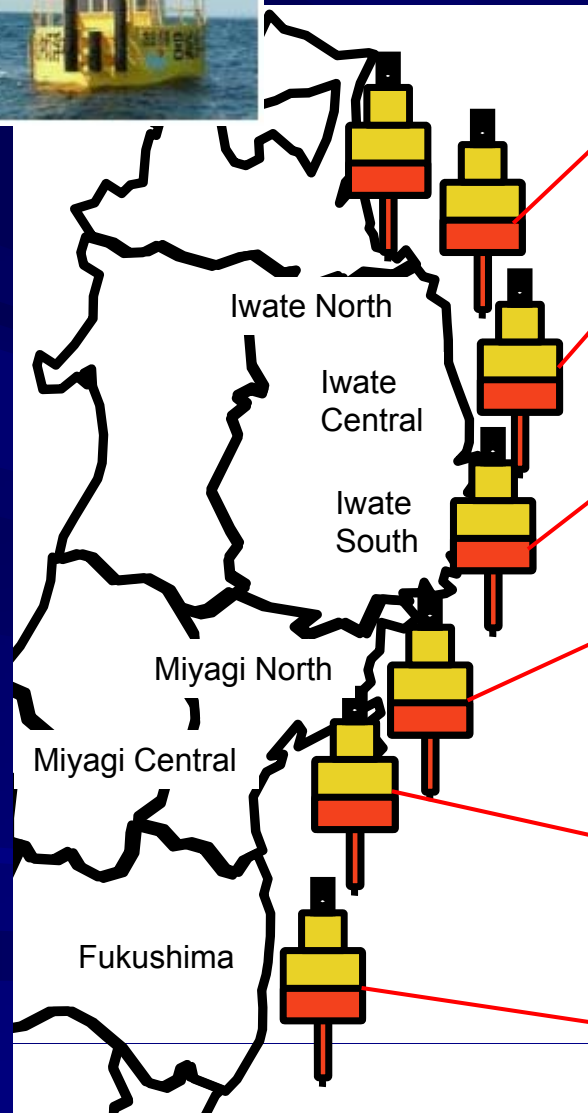 Iwate North
Iwate
Central
Iwate
South
Miyagi North
Miyagi Central
Fukushima